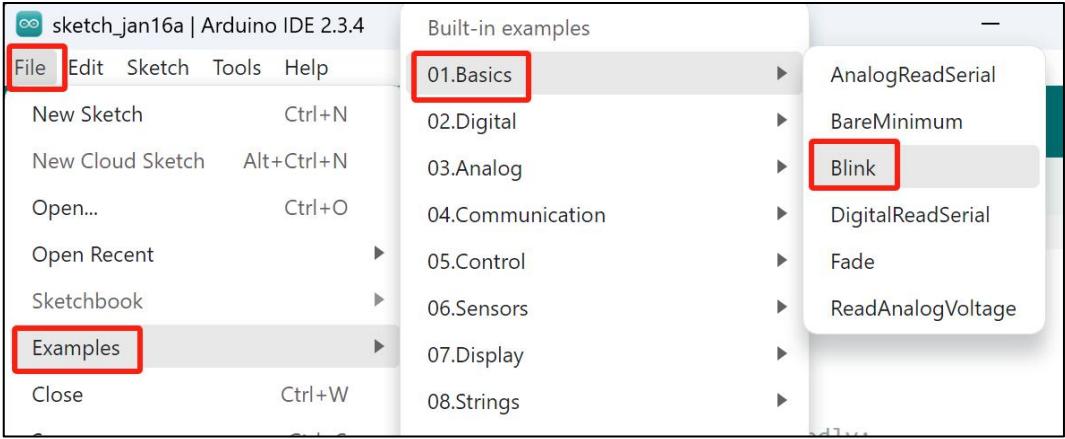 sketch_jan16a | Arduino IDE 2.3.4
File Edit Sketch Tools Help
New Sketch Ctrl+N
New Cloud Sketch Alt+Ctrl+N
Open... Ctrl+O
Open Recent
Sketchbook
Examples
Close Ctrl+W
Built-in examples
01.Basics
02.Digital
03.Analog
04.Communication
05.Control
06.Sensors
07.Display
08.Strings
AnalogReadSerial
BareMinimum
Blink
DigitalReadSerial
Fade
ReadAnalogVoltage